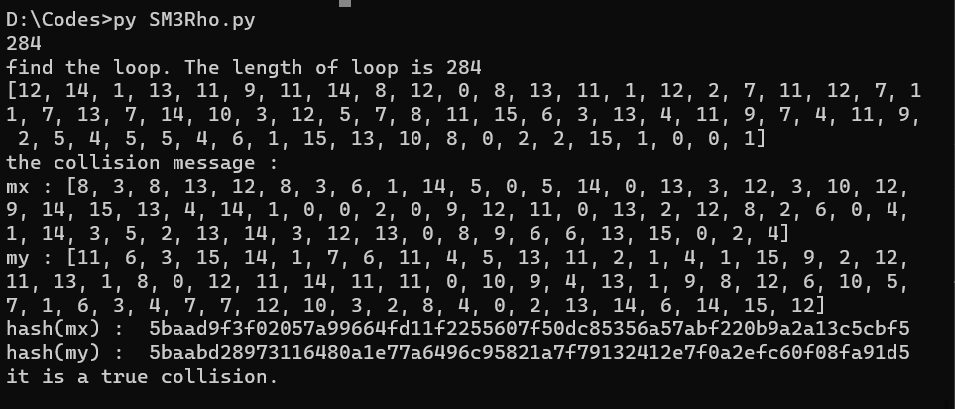 D:\Codes>py SM3Rho.py
284
find the loop. The length of loop is 284
[12, 14, 1, 13, 11, 9, 11, 14, 8, 12, 0, 8, 13, 11, 1, 12, 2, 7, 11, 12, 7, 1
1, 7, 13, 7, 14, 10, 3, 12, 5, 7, 8, 11, 15, 6, 3, 13, 4, 11, 9, 7, 4, 11, 9,
 2, 5, 4, 5, 5, 4, 6, 1, 15, 13, 10, 8, 0, 2, 2, 15, 1, 0, 0, 1]
the collision message :
mx : [8, 3, 8, 13, 12, 8, 3, 6, 1, 14, 5, 0, 5, 14, 0, 13, 3, 12, 3, 10, 12,
9, 14, 15, 13, 4, 14, 1, 0, 0, 2, 0, 9, 12, 11, 0, 13, 2, 12, 8, 2, 6, 0, 4,
1, 14, 3, 5, 2, 13, 14, 3, 12, 13, 0, 8, 9, 6, 6, 13, 15, 0, 2, 4]
my : [11, 6, 3, 15, 14, 1, 7, 6, 11, 4, 5, 13, 11, 2, 1, 4, 1, 15, 9, 2, 12,
11, 13, 1, 8, 0, 12, 11, 14, 11, 11, 0, 10, 9, 4, 13, 1, 9, 8, 12, 6, 10, 5,
7, 1, 6, 3, 4, 7, 7, 12, 10, 3, 2, 8, 4, 0, 2, 13, 14, 6, 14, 15, 12]
hash(mx) :  5baad9f3f02057a99664fd11f2255607f50dc85356a57abf220b9a2a13c5cbf5
hash(my) :  5baabd28973116480a1e77a6496c95821a7f79132412e7f0a2efc60f08fa91d5
it is a true collision.